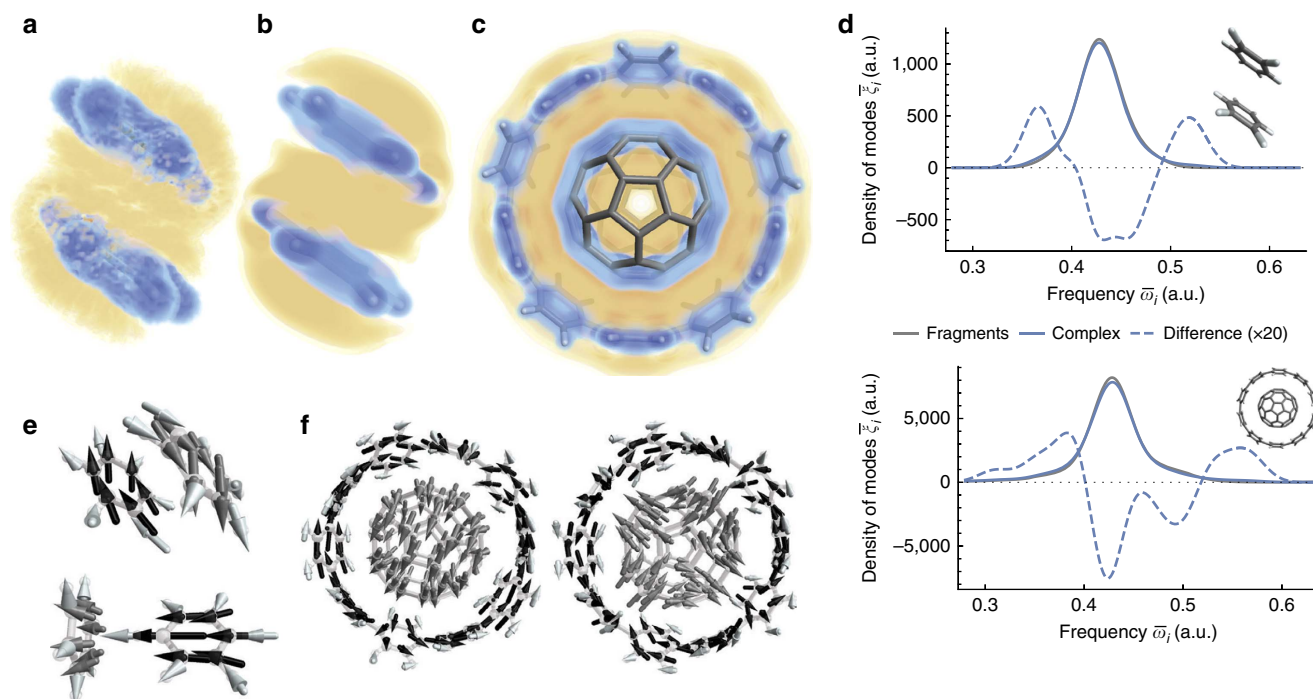 a
b
c
d
Density of modes ξ̅ᵢ (a.u.)
1,000
500
0
−500
0.3 0.4 0.5 0.6
Frequency ω̅ᵢ (a.u.)
Fragments Complex Difference (×20)
Density of modes ξ̅ᵢ (a.u.)
5,000
0
−5,000
0.3 0.4 0.5 0.6
Frequency ω̅ᵢ (a.u.)
e
f